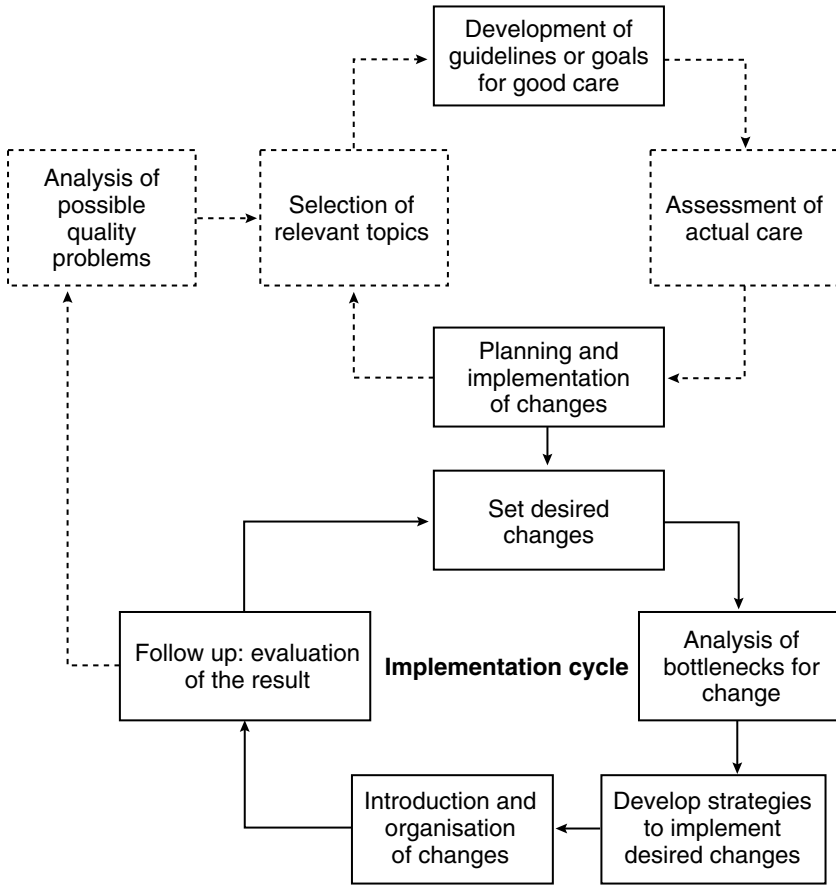 Development of
guidelines or goals
for good care
Analysis of
possible
quality
problems
Selection of
relevant topics
Assessment of
actual care
Planning and
implementation
of changes
Set desired
changes
Follow up: evaluation
of the result
Implementation cycle
Analysis of
bottlenecks for
change
Introduction and
organisation
of changes
Develop strategies
to implement
desired changes